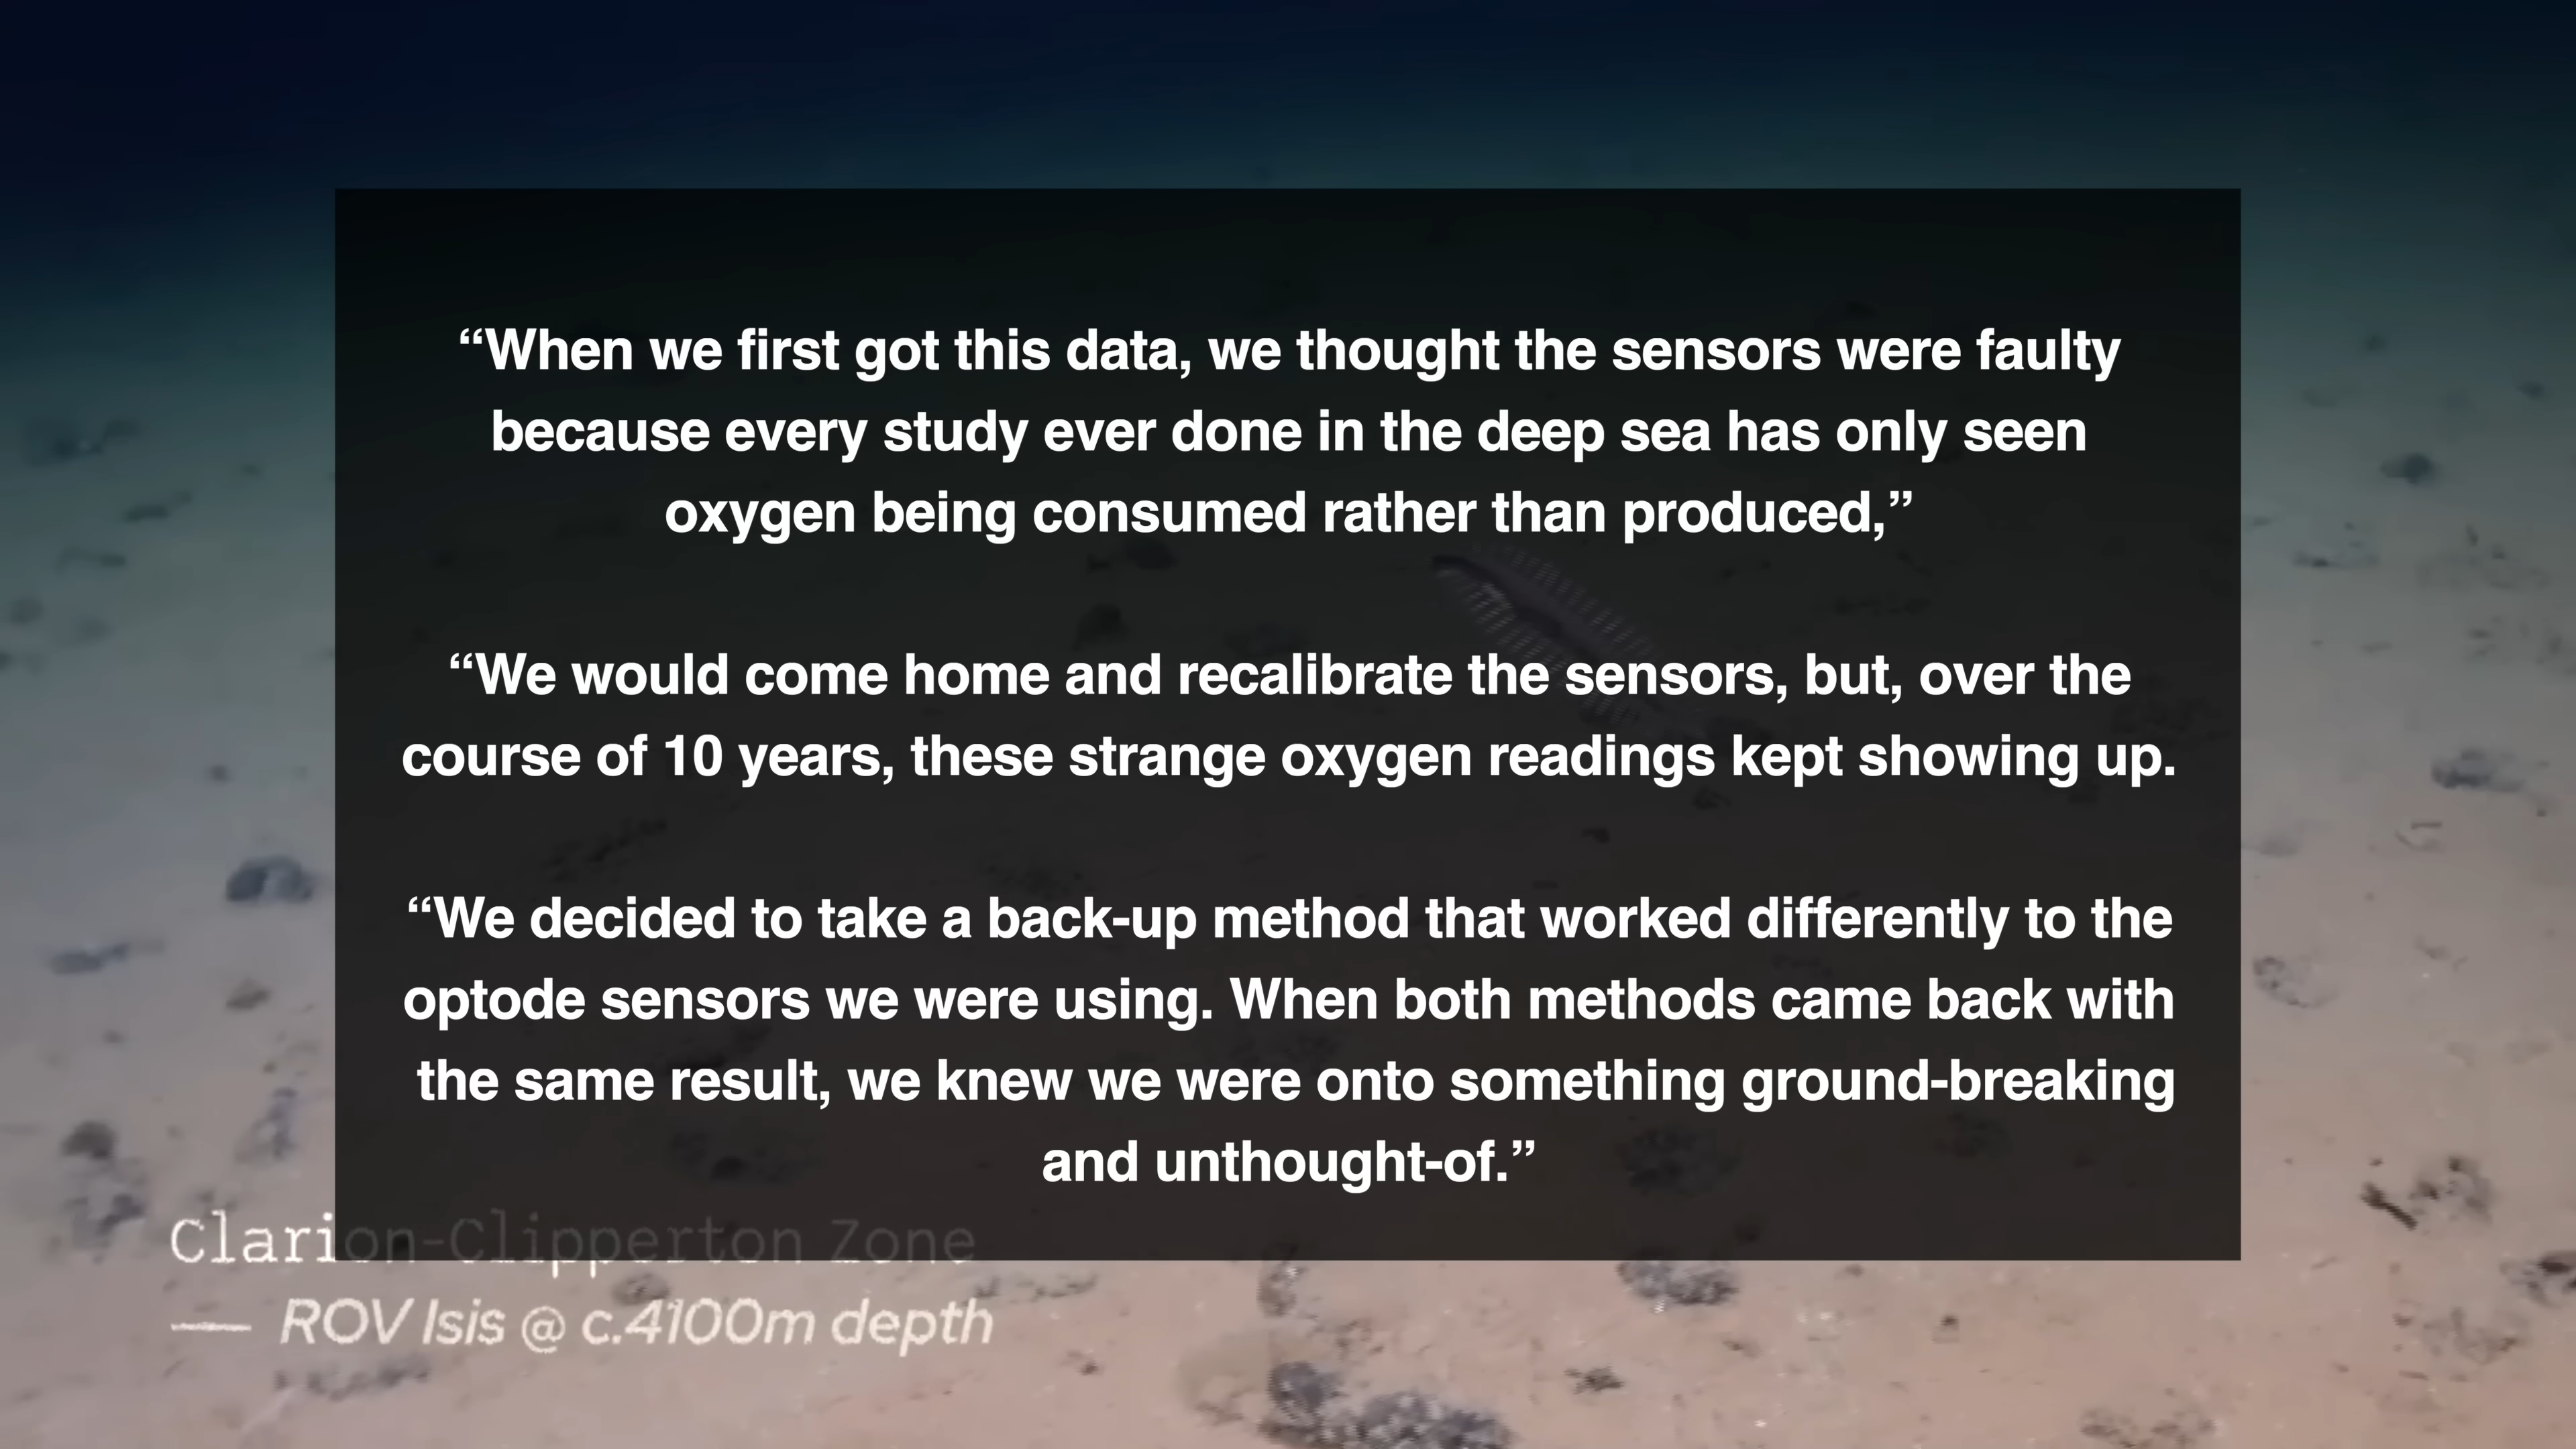 “When we first got this data, we thought the sensors were faulty
because every study ever done in the deep sea has only seen
oxygen being consumed rather than produced,”
“We would come home and recalibrate the sensors, but, over the
course of 10 years, these strange oxygen readings kept showing up.
“We decided to take a back-up method that worked differently to the
optode sensors we were using. When both methods came back with
the same result, we knew we were onto something ground-breaking
and unthought-of.”
Clarion-Clipperton Zone
— ROV Isis @ c.4100m depth